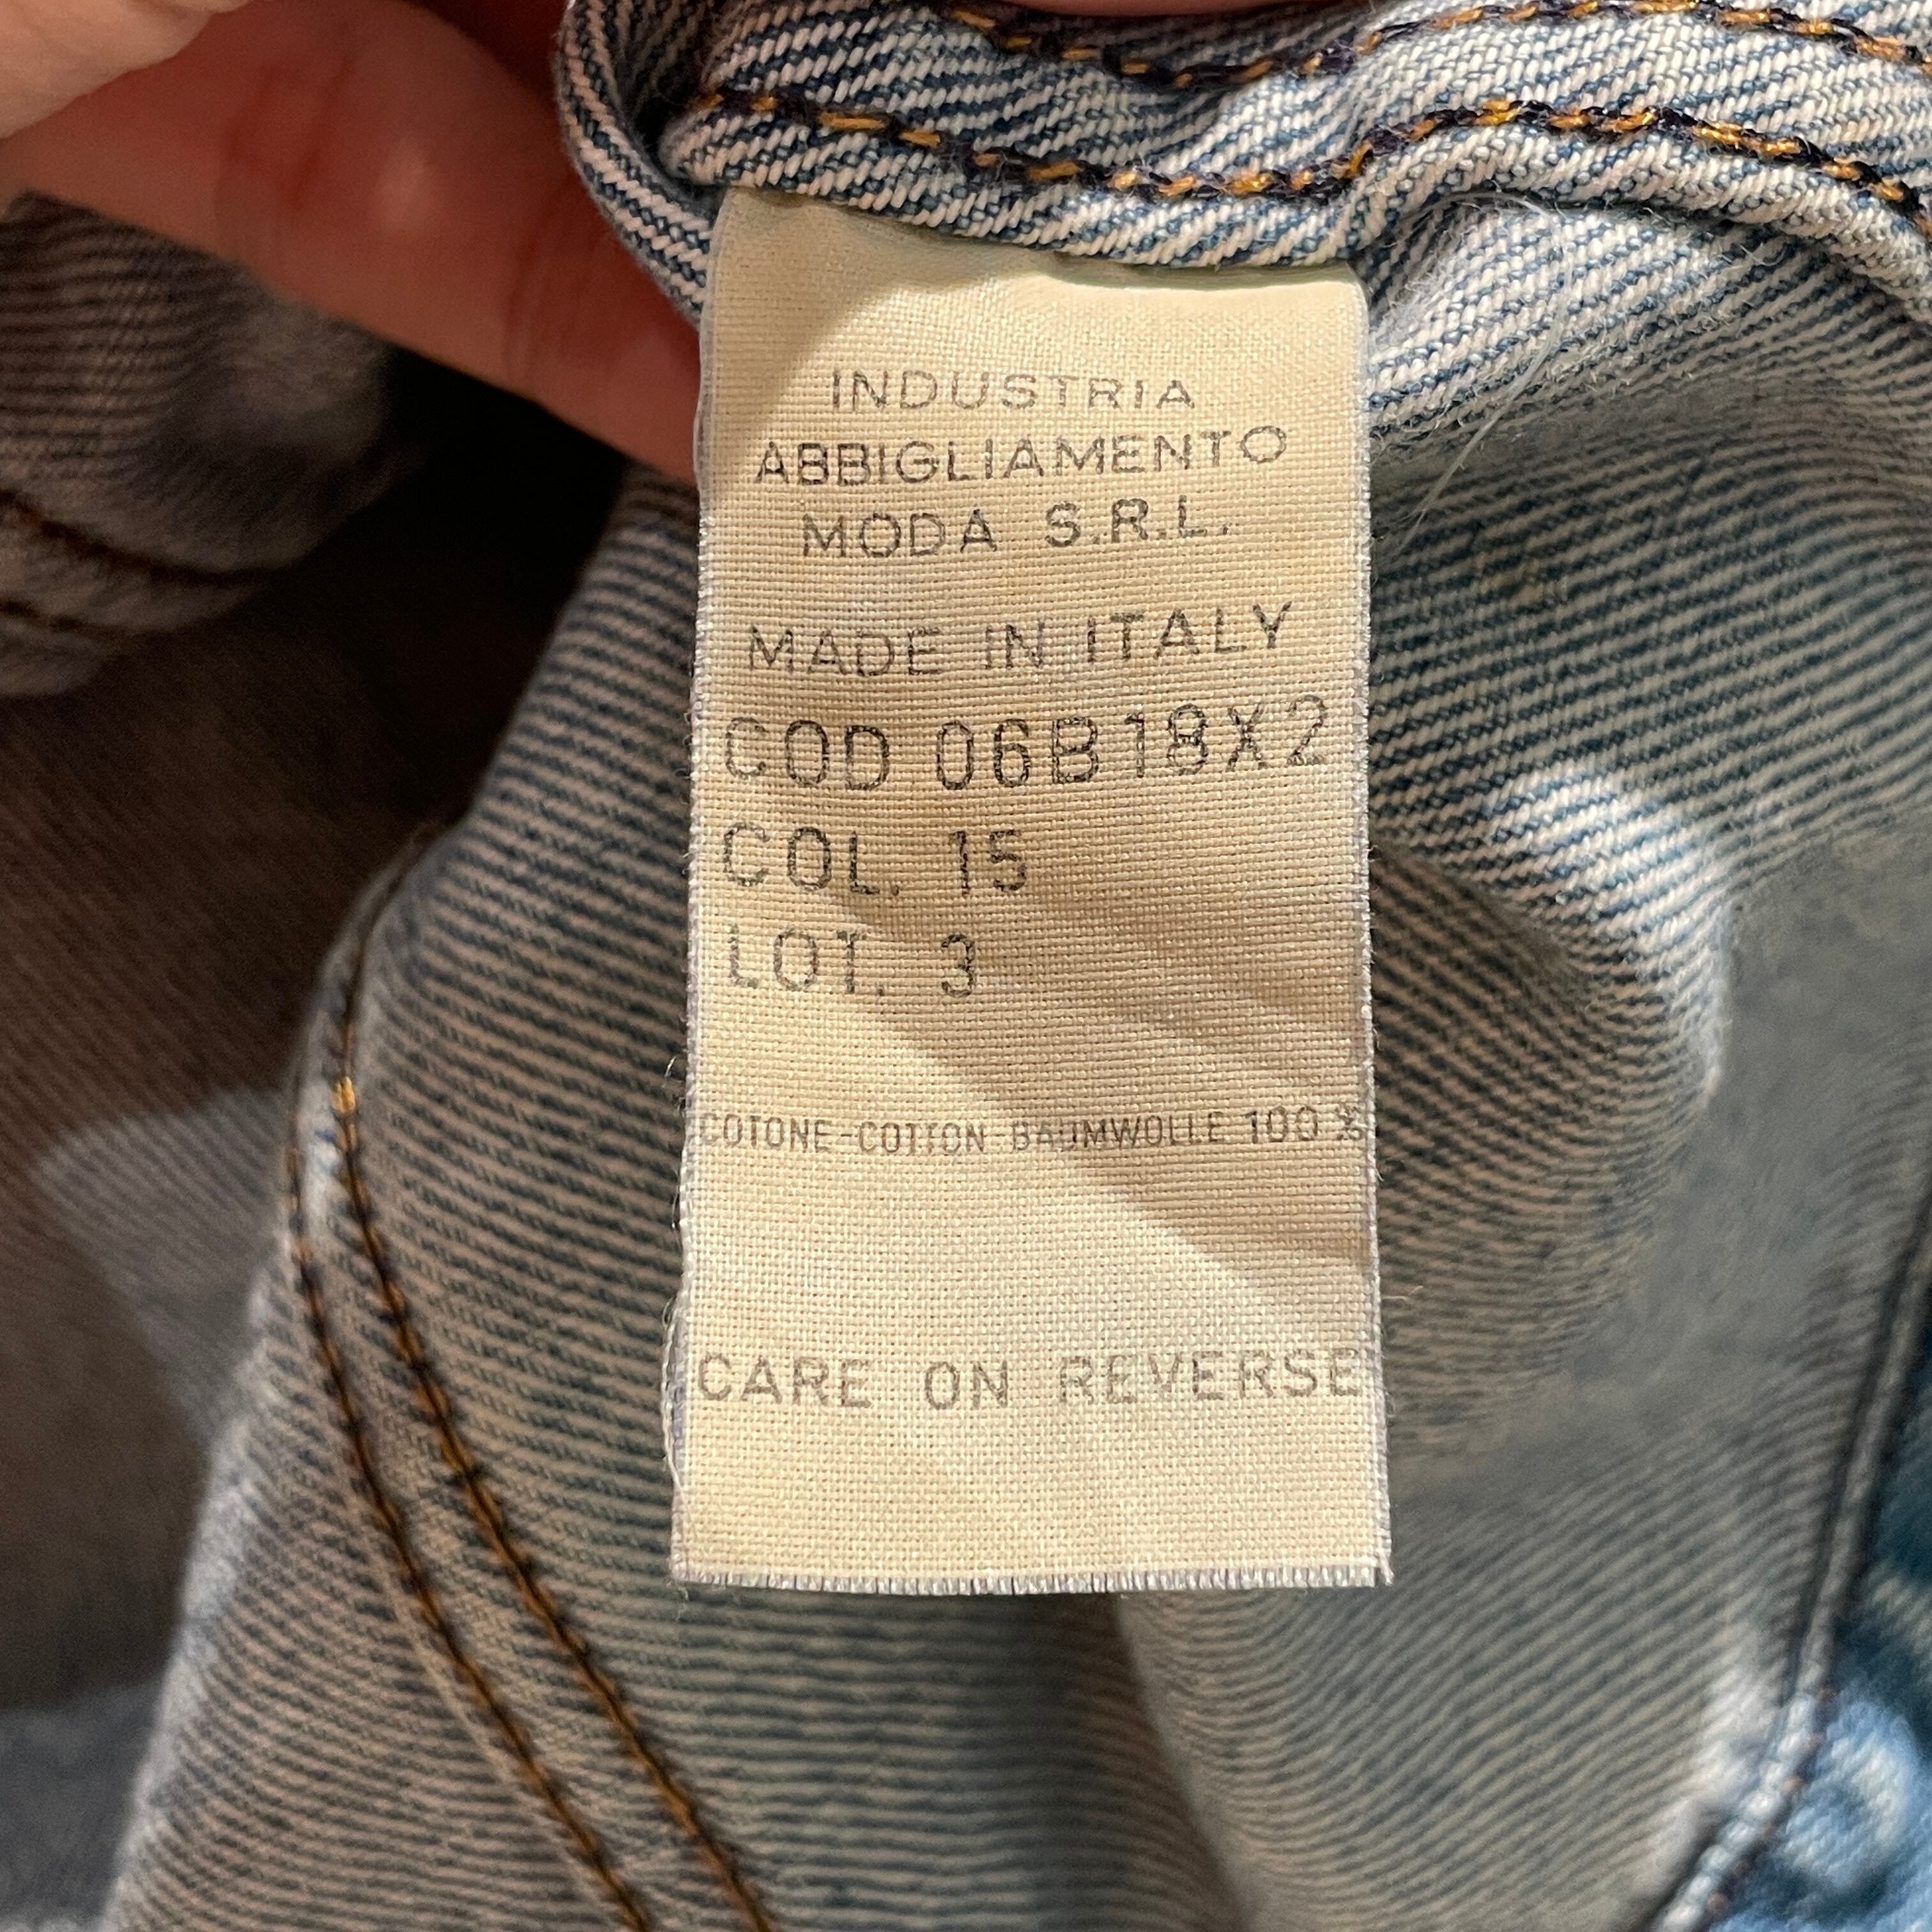 INDUSTRIA
ABBIGLIAMENTO
MODA S.R.L.
MADE IN ITALY
COD 06B18X2
COL. 15
LOT. 3
COTONE-COTTON-BAUMWOLLE 100%
CARE ON REVERSE